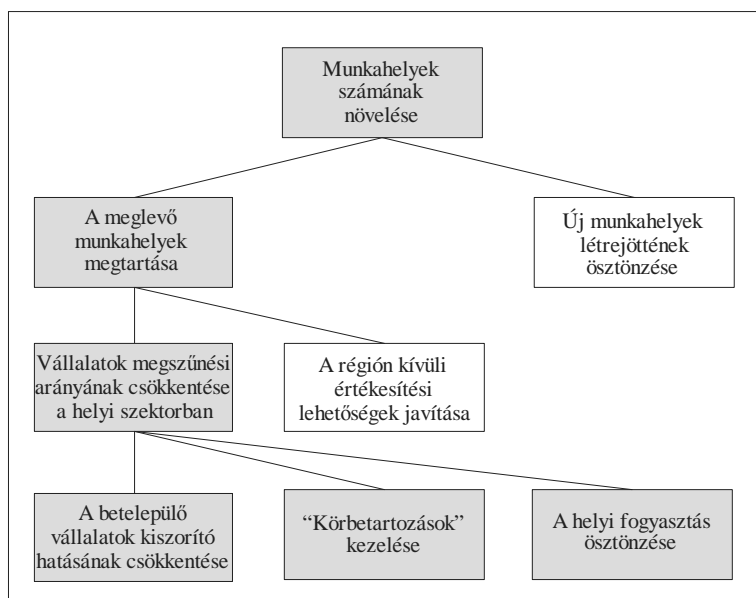 Munkahelyek
számának
növelése
A meglevő
munkahelyek
megtartása
Új munkahelyek
létrejöttének
ösztönzése
Vállalatok megszűnési
arányának csökkentése
a helyi szektorban
A régión kívüli
értékesítési
lehetőségek javítása
A betelepülő
vállalatok kiszorító
hatásának csökkentése
“Körbetartozások”
kezelése
A helyi fogyasztás
ösztönzése